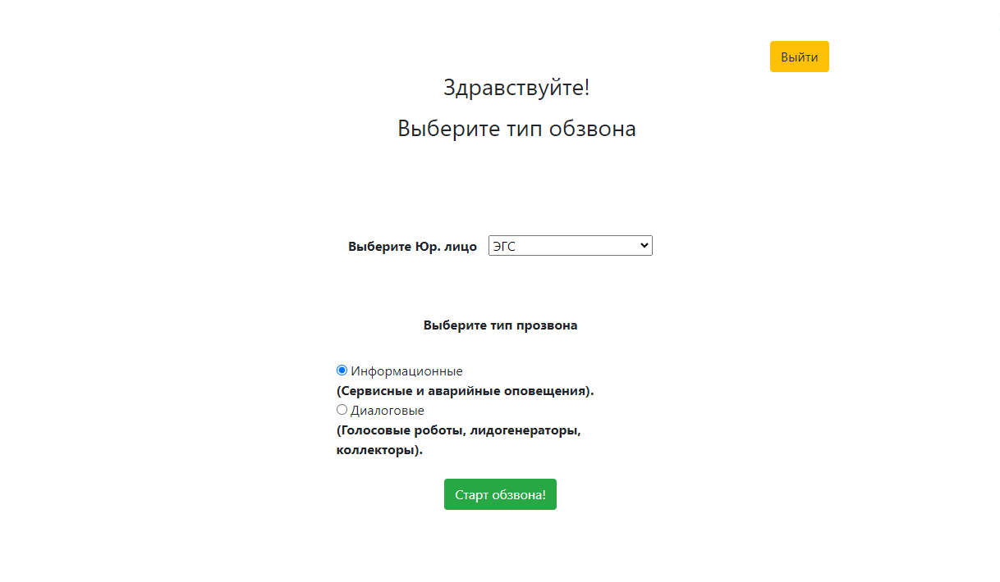 Выйти
Здравствуйте!
Выберите тип обзвона
Выберите Юр. лицо ЭГС
Выберите тип прозвона
Информационные
(Сервисные и аварийные оповещения).
Диалоговые
(Голосовые роботы, лидогенераторы,
коллекторы).
Старт обзвона!